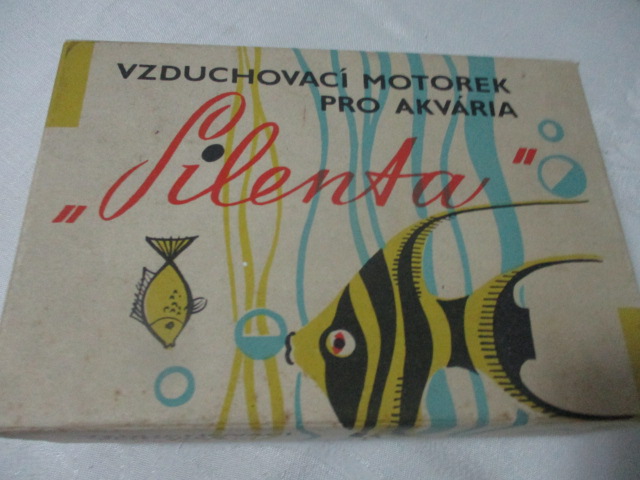 VZDUCHOVACÍ MOTOREK
PRO AKVÁRIA
„Silenta"